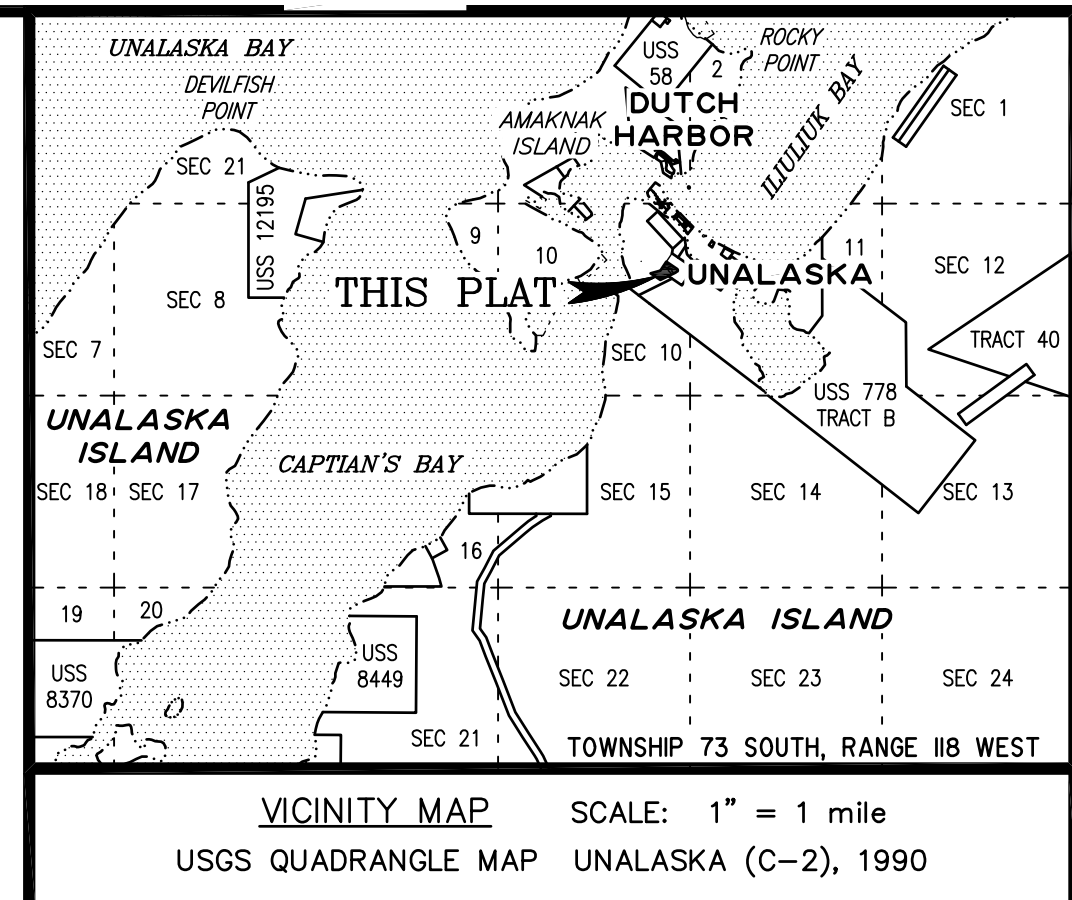 UNALASKA BAY
DEVILFISH
POINT
SEC 21
USS 12195
SEC 8
SEC 7
AMAKNAK
ISLAND
USS
58
2
ROCKY
POINT
DUTCH
HARBOR
ILIULIUK BAY
SEC 1
9
10
11
SEC 12
UNALASKA
THIS PLAT
SEC 10
TRACT 40
USS 778
TRACT B
UNALASKA
ISLAND
CAPTIAN'S BAY
SEC 18
SEC 17
SEC 15
SEC 14
SEC 13
16
19
20
UNALASKA ISLAND
USS
8370
USS
8449
SEC 22
SEC 23
SEC 24
SEC 21
TOWNSHIP 73 SOUTH, RANGE 118 WEST
VICINITY MAP SCALE: 1" = 1 mile
USGS QUADRANGLE MAP UNALASKA (C-2), 1990